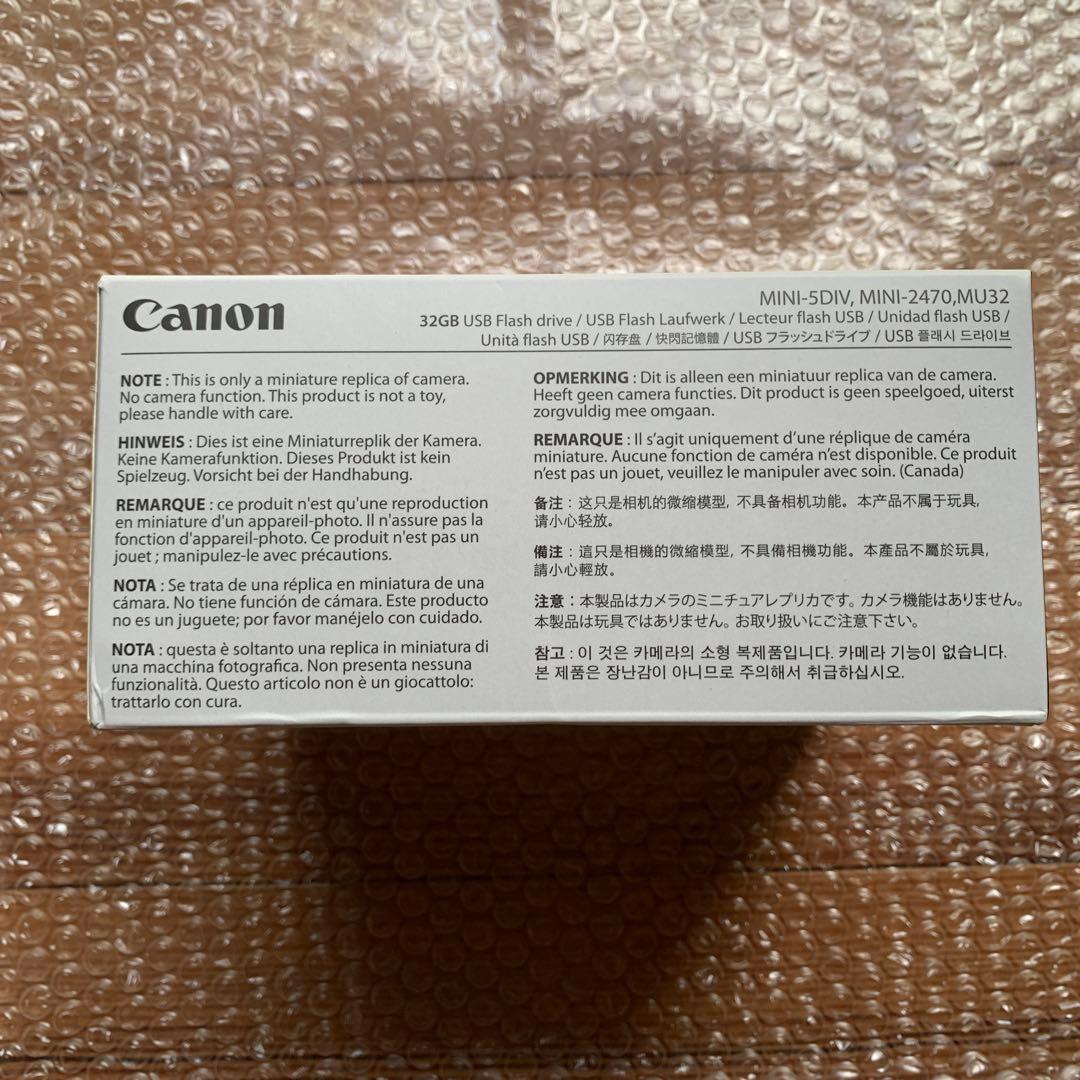 Canon
MINI-5DIV, MINI-2470,MU32
32GB USB Flash drive / USB Flash Laufwerk / Lecteur flash USB / Unidad flash USB /
Unità flash USB / 闪存盘 / 快閃記憶體 / USB フラッシュドライブ / USB 플래시 드라이브
NOTE : This is only a miniature replica of camera.
No camera function. This product is not a toy,
please handle with care.
HINWEIS : Dies ist eine Miniaturreplik der Kamera.
Keine Kamerafunktion. Dieses Produkt ist kein
Spielzeug. Vorsicht bei der Handhabung.
REMARQUE : ce produit n'est qu'une reproduction
en miniature d'un appareil-photo. Il n'assure pas la
fonction d'appareil-photo. Ce produit n'est pas un
jouet ; manipulez-le avec précautions.
NOTA : Se trata de una réplica en miniatura de una
cámara. No tiene función de cámara. Este producto
no es un juguete; por favor manéjelo con cuidado.
NOTA : questa è soltanto una replica in miniatura di
una macchina fotografica. Non presenta nessuna
funzionalità. Questo articolo non è un giocattolo:
trattarlo con cura.
OPMERKING : Dit is alleen een miniatuur replica van de camera.
Heeft geen camera functies. Dit product is geen speelgoed, uiterst
zorgvuldig mee omgaan.
REMARQUE : Il s'agit uniquement d'une réplique de caméra
miniature. Aucune fonction de caméra n'est disponible. Ce produit
n'est pas un jouet, veuillez le manipuler avec soin. (Canada)
备注 : 这只是相机的微缩模型, 不具备相机功能。本产品不属于玩具,
请小心轻放。
備注 : 這只是相機的微縮模型, 不具備相機功能。本產品不屬於玩具,
請小心輕放。
注意 : 本製品はカメラのミニチュアレプリカです。カメラ機能はありません。
本製品は玩具ではありません。お取り扱いにご注意下さい。
참고 : 이 것은 카메라의 소형 복제품입니다. 카메라 기능이 없습니다.
본 제품은 장난감이 아니므로 주의해서 취급하십시오.